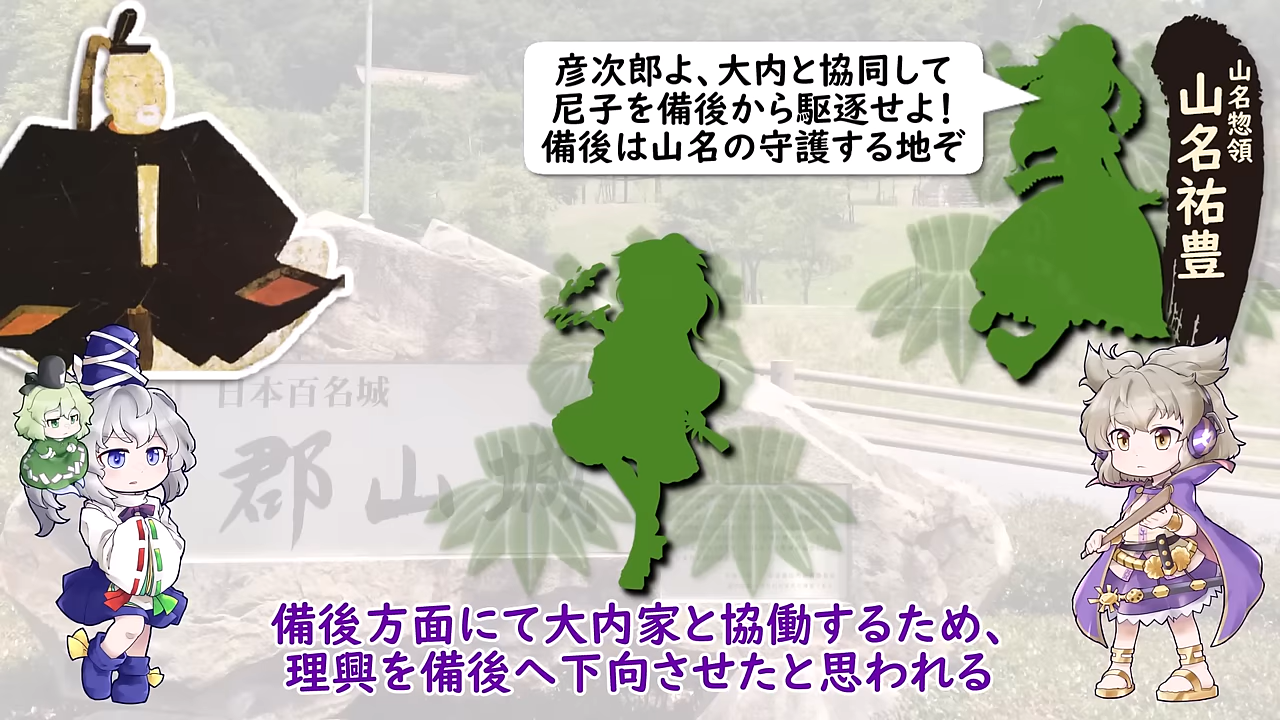 彦次郎よ、大内と協同して
尼子を備後から駆逐せよ!
備後は山名の守護する地ぞ
山名惣領
山名祐豊
日本百名城
郡山城
備後方面にて大内家と協働するため、
理興を備後へ下向させたと思われる